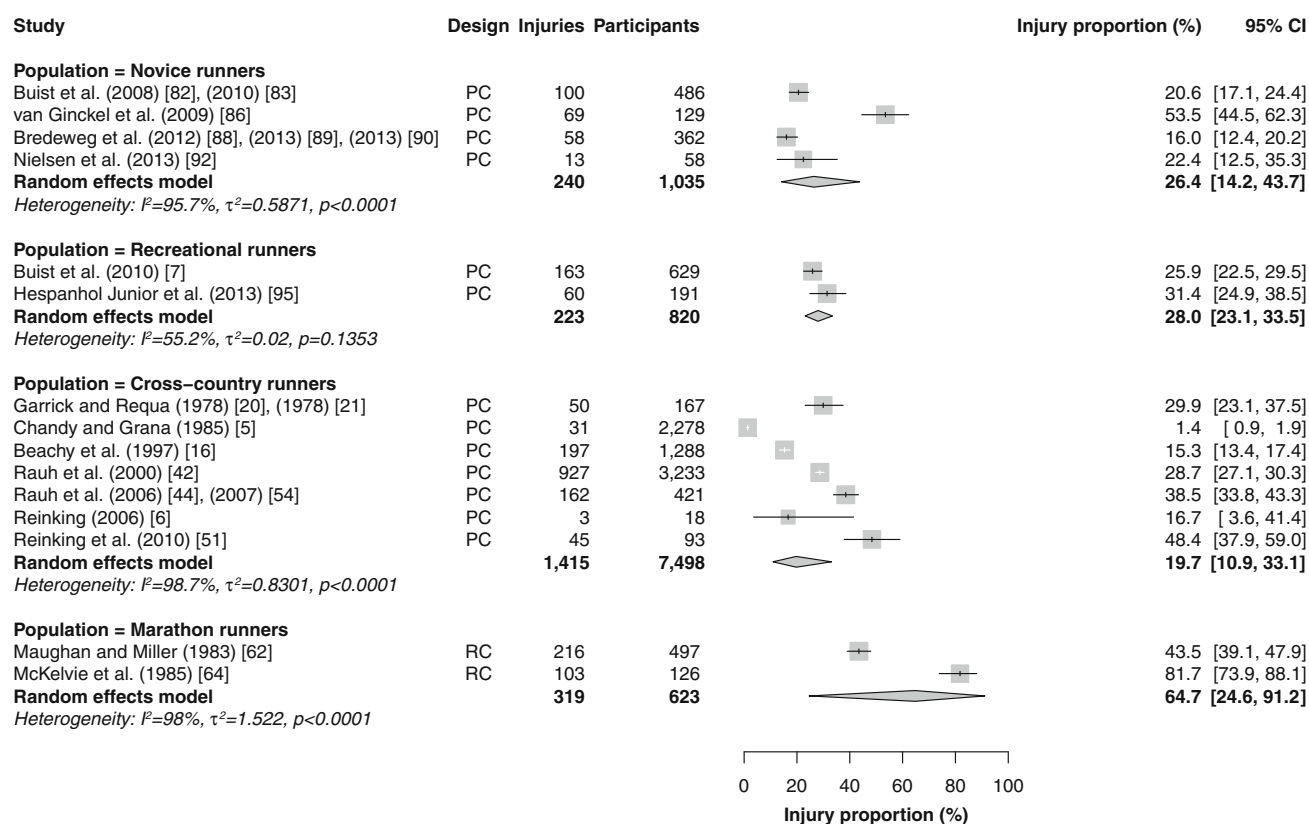 Study Design Injuries Participants Injury proportion (%) 95% CI
Population = Novice runners
Buist et al. (2008) [82], (2010) [83] PC 100 486 20.6 [17.1, 24.4]
van Ginckel et al. (2009) [86] PC 69 129 53.5 [44.5, 62.3]
Bredeweg et al. (2012) [88], (2013) [89], (2013) [90] PC 58 362 16.0 [12.4, 20.2]
Nielsen et al. (2013) [92] PC 13 58 22.4 [12.5, 35.3]
Random effects model 240 1,035 26.4 [14.2, 43.7]
Heterogeneity: I²=95.7%, τ²=0.5871, p<0.0001
Population = Recreational runners
Buist et al. (2010) [7] PC 163 629 25.9 [22.5, 29.5]
Hespanhol Junior et al. (2013) [95] PC 60 191 31.4 [24.9, 38.5]
Random effects model 223 820 28.0 [23.1, 33.5]
Heterogeneity: I²=55.2%, τ²=0.02, p=0.1353
Population = Cross−country runners
Garrick and Requa (1978) [20], (1978) [21] PC 50 167 29.9 [23.1, 37.5]
Chandy and Grana (1985) [5] PC 31 2,278 1.4 [ 0.9, 1.9]
Beachy et al. (1997) [16] PC 197 1,288 15.3 [13.4, 17.4]
Rauh et al. (2000) [42] PC 927 3,233 28.7 [27.1, 30.3]
Rauh et al. (2006) [44], (2007) [54] PC 162 421 38.5 [33.8, 43.3]
Reinking (2006) [6] PC 3 18 16.7 [ 3.6, 41.4]
Reinking et al. (2010) [51] PC 45 93 48.4 [37.9, 59.0]
Random effects model 1,415 7,498 19.7 [10.9, 33.1]
Heterogeneity: I²=98.7%, τ²=0.8301, p<0.0001
Population = Marathon runners
Maughan and Miller (1983) [62] RC 216 497 43.5 [39.1, 47.9]
McKelvie et al. (1985) [64] RC 103 126 81.7 [73.9, 88.1]
Random effects model 319 623 64.7 [24.6, 91.2]
Heterogeneity: I²=98%, τ²=1.522, p<0.0001
0 20 40 60 80 100
Injury proportion (%)